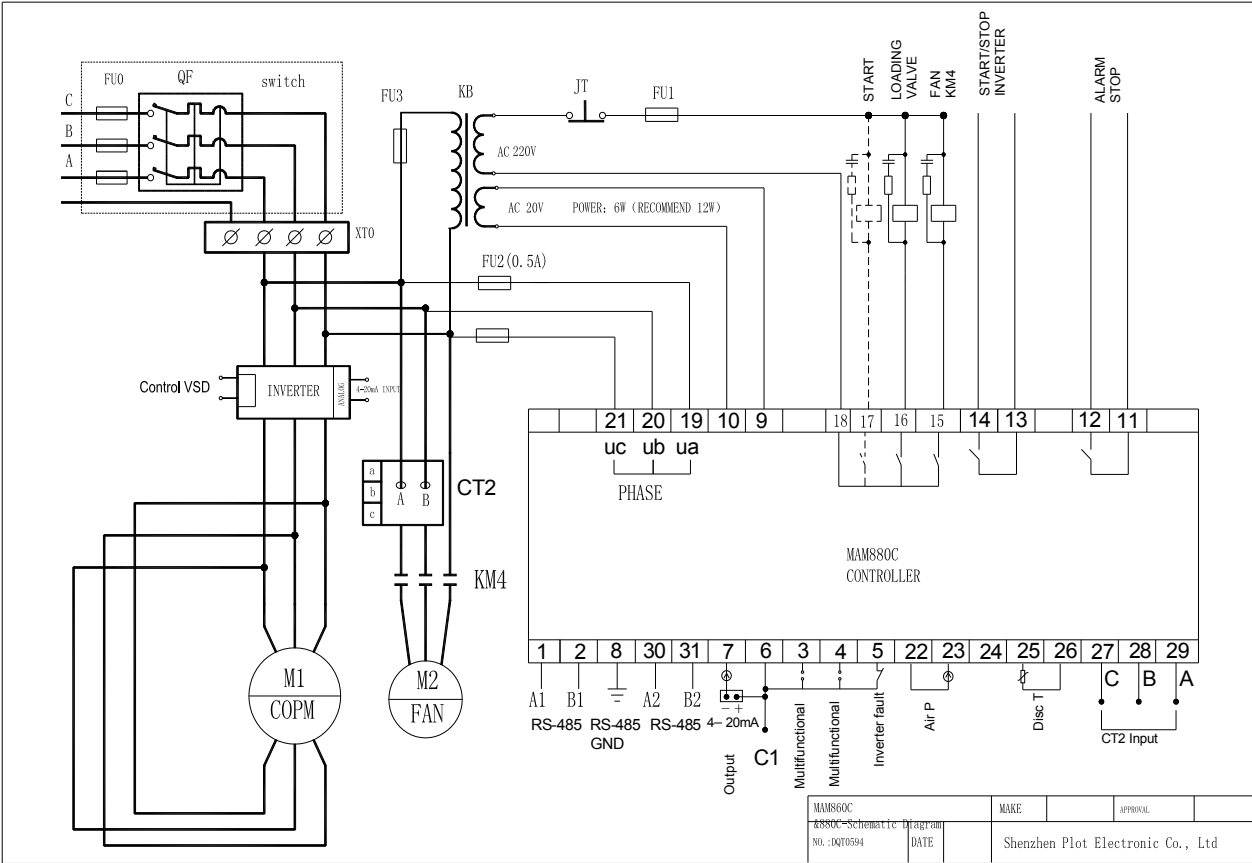 FU0
QF
switch
C
B
A
XT0
FU3
KB
JT
FU1
AC 220V
AC 20V
POWER: 6W (RECOMMEND 12W)
FU2(0.5A)
START
LOADING
VALVE
FAN
KM4
START/STOP
INVERTER
ALARM
STOP
Control VSD
INVERTER
ANALOG
4-20mA INPUT
21 20 19 10 9 18 17 16 15 14 13 12 11
uc ub ua
PHASE
a
b
c
A B
CT2
KM4
MAM880C
CONTROLLER
M1
COPM
M2
FAN
1 2 8 30 31 7 6 3 4 5 22 23 24 25 26 27 28 29
A1 B1 A2 B2
C B A
RS-485 RS-485 RS-485
GND
- +
4-20mA
Output
C1
Multifunctional
Multifunctional
Inverter fault
Air P
Disc T
CT2 Input
MAM860C
&880C-Schematic Diagram
MAKE
APPROVAL
NO.:DQT0594
DATE
Shenzhen Plot Electronic Co., Ltd